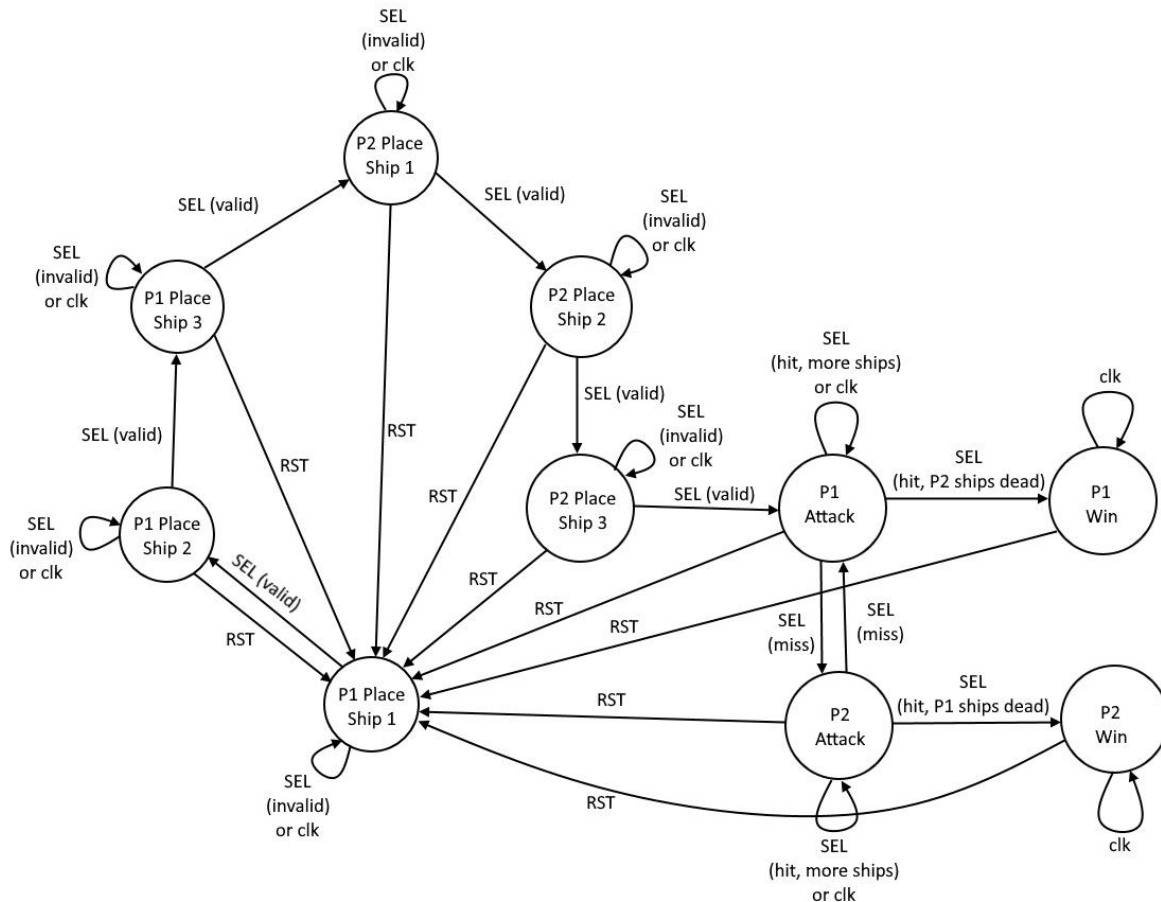 SEL
(invalid)
or clk
P2 Place
Ship 1
SEL (valid)
SEL (valid)
SEL
(invalid)
or clk
SEL
(invalid)
or clk
P1 Place
Ship 3
P2 Place
Ship 2
SEL
(hit, more ships)
or clk
clk
SEL (valid)
SEL (valid)
RST
RST
RST
SEL
(invalid)
or clk
SEL (valid)
P2 Place
Ship 3
P1
Attack
SEL
(hit, P2 ships dead)
P1
Win
SEL
(invalid)
or clk
P1 Place
Ship 2
SEL (valid)
RST
RST
RST
RST
SEL
(miss)
SEL
(miss)
P1 Place
Ship 1
RST
P2
Attack
SEL
(hit, P1 ships dead)
P2
Win
SEL
(invalid)
or clk
RST
SEL
(hit, more ships)
or clk
clk